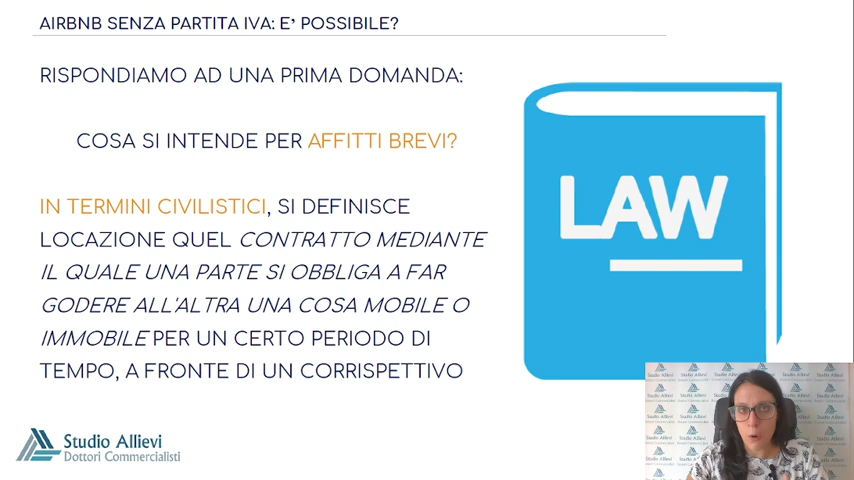 AIRBNB SENZA PARTITA IVA: E’ POSSIBILE?
RISPONDIAMO AD UNA PRIMA DOMANDA:
COSA SI INTENDE PER AFFITTI BREVI?
IN TERMINI CIVILISTICI, SI DEFINISCE
LOCAZIONE QUEL CONTRATTO MEDIANTE
IL QUALE UNA PARTE SI OBBLIGA A FAR
GODERE ALL'ALTRA UNA COSA MOBILE O
IMMOBILE PER UN CERTO PERIODO DI
TEMPO, A FRONTE DI UN CORRISPETTIVO
LAW
Studio Allievi
Dottori Commercialisti